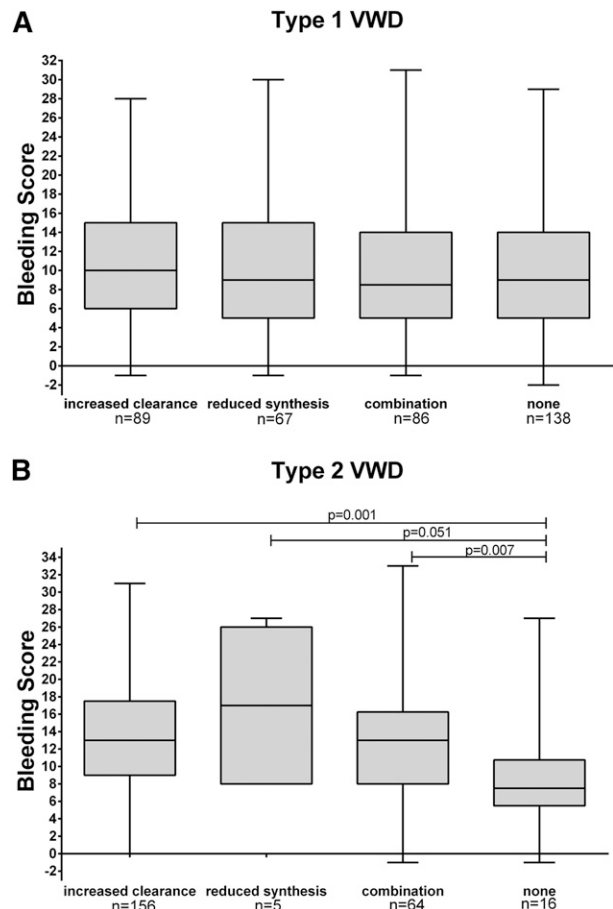 A
Type 1 VWD
Bleeding Score
32
30
28
26
24
22
20
18
16
14
12
10
8
6
4
2
0
-2
increased clearance reduced synthesis combination none
n=89 n=67 n=86 n=138
B
Type 2 VWD
p=0.001
p=0.051
p=0.007
Bleeding Score
34
32
30
28
26
24
22
20
18
16
14
12
10
8
6
4
2
0
-2
increased clearance reduced synthesis combination none
n=156 n=5 n=64 n=16